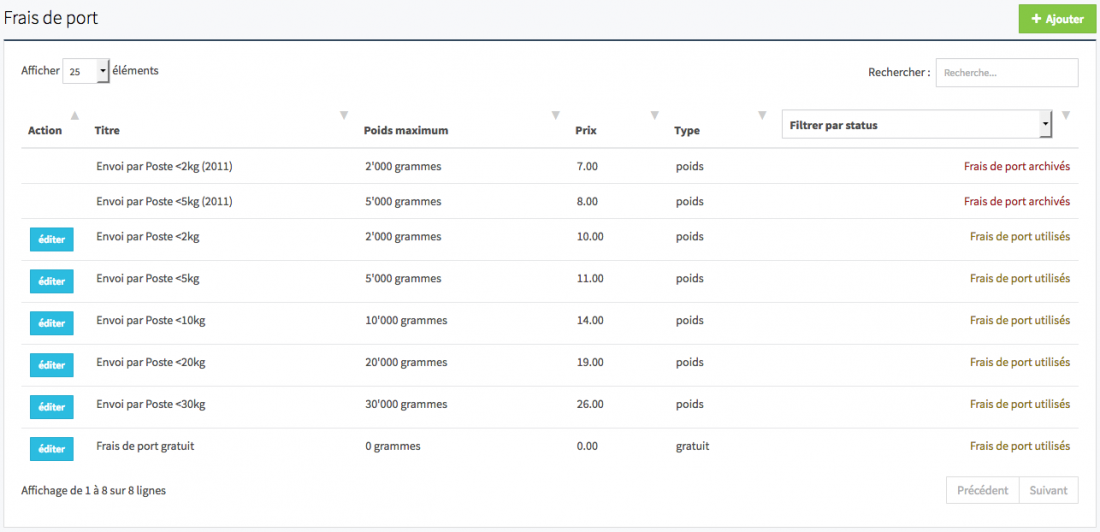 Frais de port
+ Ajouter
Afficher 25 éléments
Rechercher : Recherche...
Action Titre Poids maximum Prix Type Filtrer par status
Envoi par Poste <2kg (2011) 2'000 grammes 7.00 poids Frais de port archivés
Envoi par Poste <5kg (2011) 5'000 grammes 8.00 poids Frais de port archivés
éditer Envoi par Poste <2kg 2'000 grammes 10.00 poids Frais de port utilisés
éditer Envoi par Poste <5kg 5'000 grammes 11.00 poids Frais de port utilisés
éditer Envoi par Poste <10kg 10'000 grammes 14.00 poids Frais de port utilisés
éditer Envoi par Poste <20kg 20'000 grammes 19.00 poids Frais de port utilisés
éditer Envoi par Poste <30kg 30'000 grammes 26.00 poids Frais de port utilisés
éditer Frais de port gratuit 0 grammes 0.00 gratuit Frais de port utilisés
Affichage de 1 à 8 sur 8 lignes
Précédent Suivant